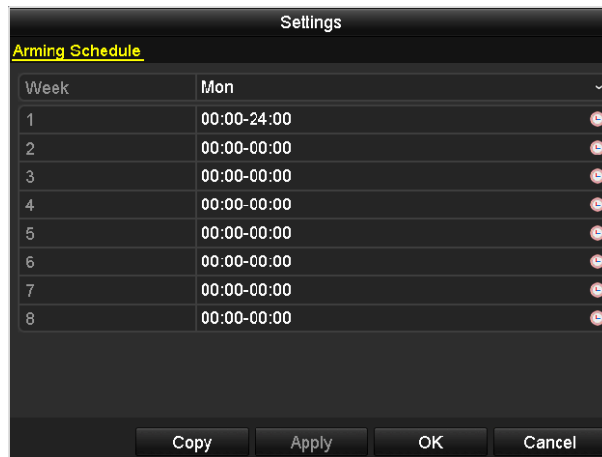 Settings
Arming Schedule
Week Mon
1 00:00-24:00
2 00:00-00:00
3 00:00-00:00
4 00:00-00:00
5 00:00-00:00
6 00:00-00:00
7 00:00-00:00
8 00:00-00:00
Copy Apply OK Cancel